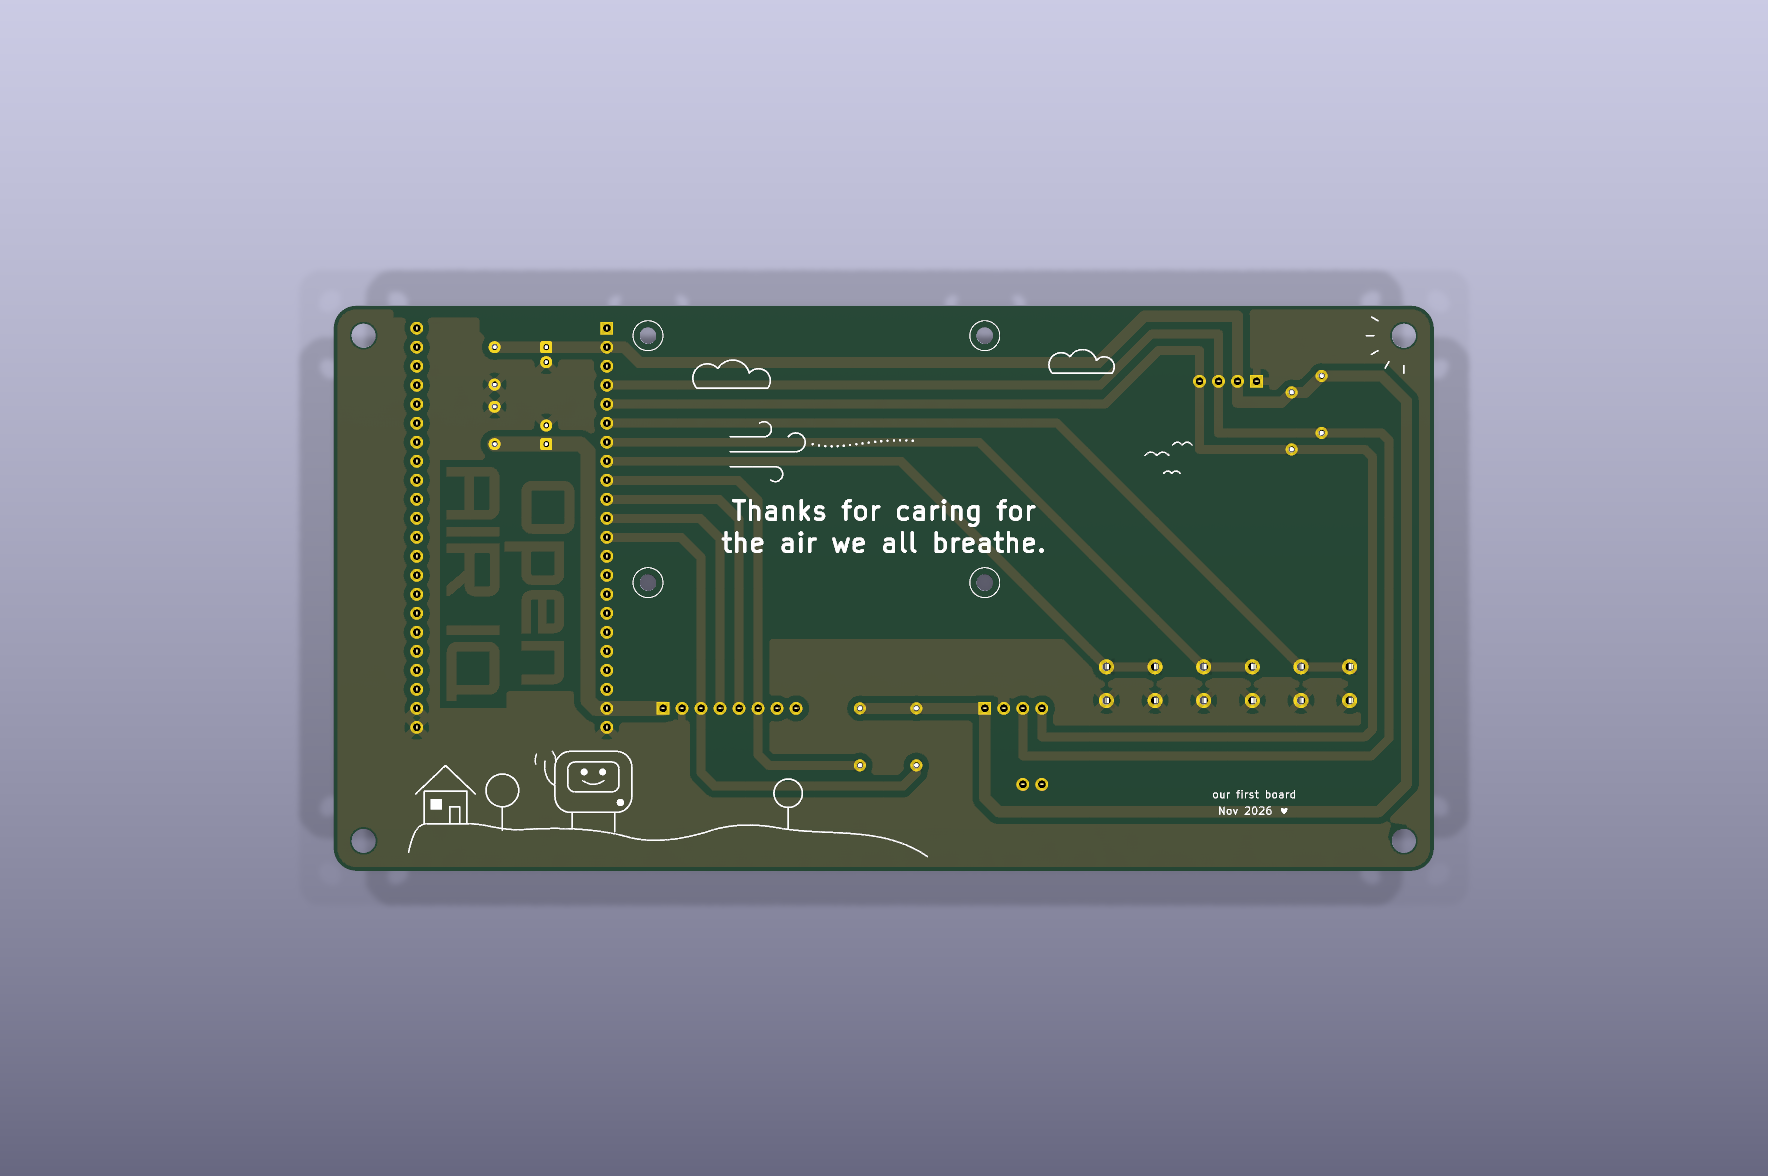 Open
AIR IQ
Thanks for caring for
the air we all breathe.
our first board
Nov 2026 ♥